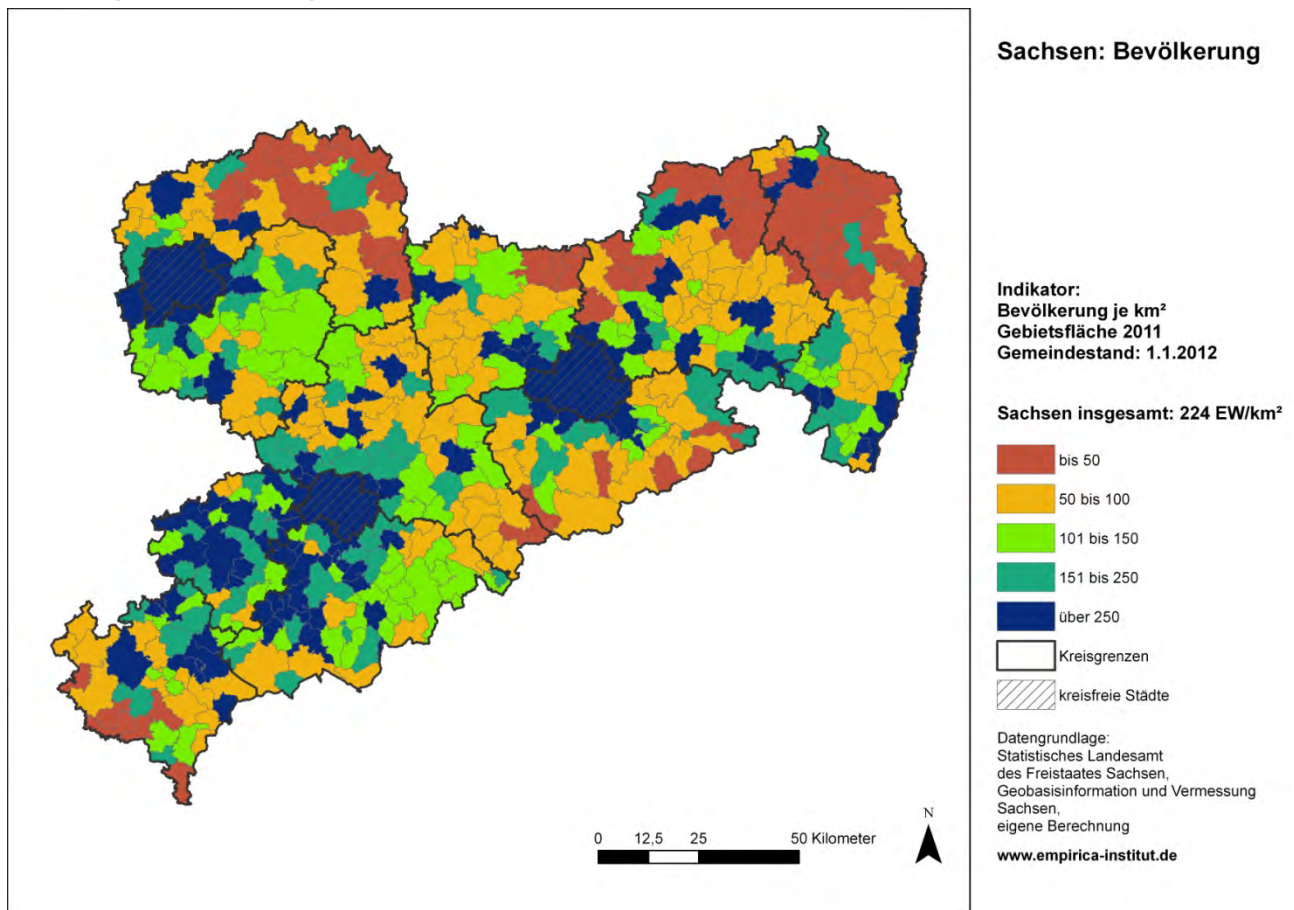 Sachsen: Bevölkerung
Indikator:
Bevölkerung je km²
Gebietsfläche 2011
Gemeindestand: 1.1.2012
Sachsen insgesamt: 224 EW/km²
bis 50
50 bis 100
101 bis 150
151 bis 250
über 250
Kreisgrenzen
kreisfreie Städte
Datengrundlage:
Statistisches Landesamt
des Freistaates Sachsen,
Geobasisinformation und Vermessung
Sachsen,
eigene Berechnung
www.empirica-institut.de
N
0 12,5 25 50 Kilometer